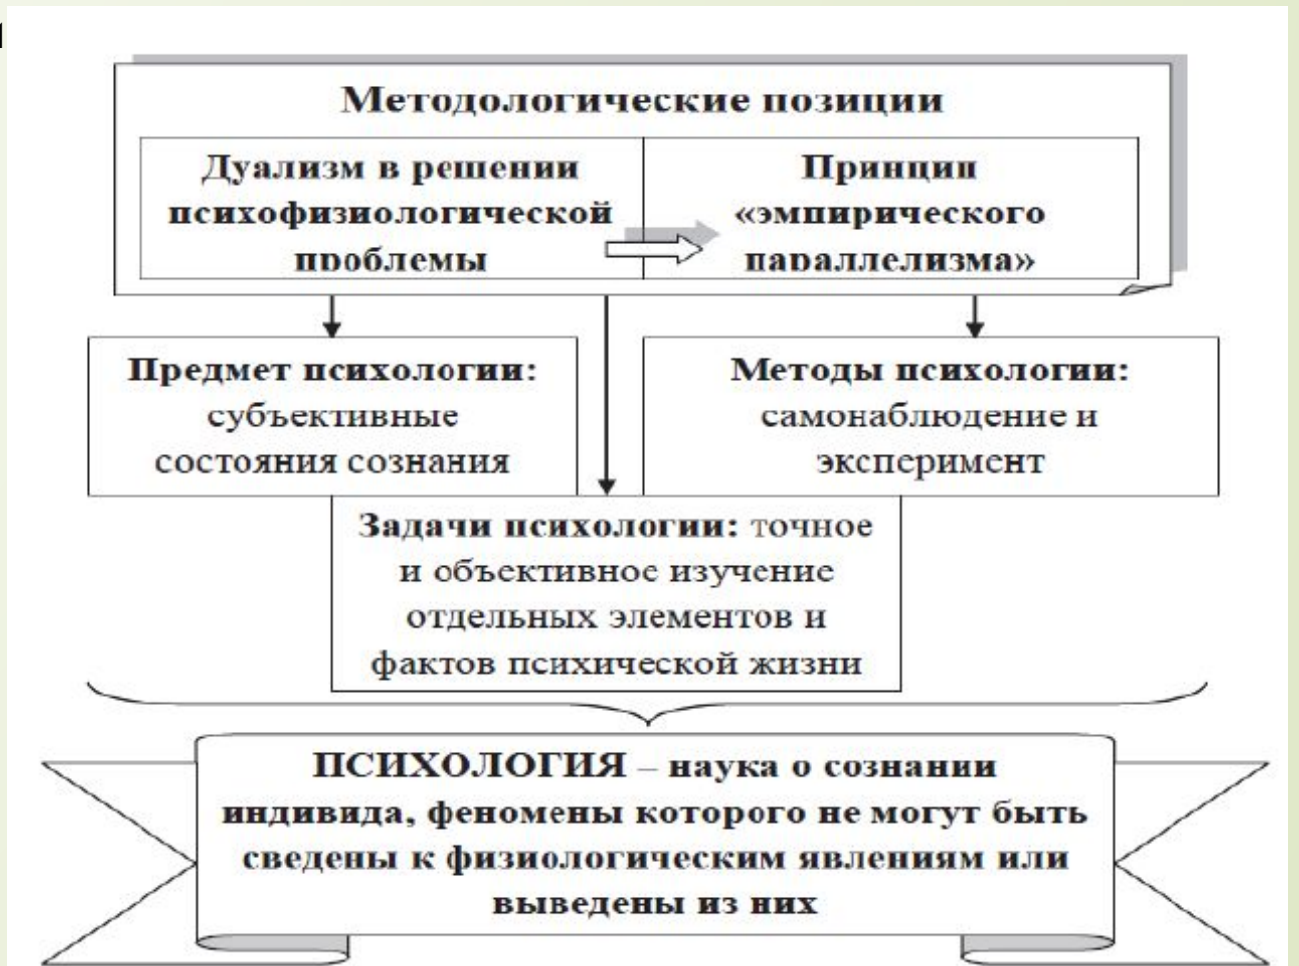 Методологические позиции
Дуализм в решении
психофизиологической
проблемы
Принцип
«эмпирического
параллелизма»
Предмет психологии:
субъективные
состояния сознания
Методы психологии:
самонаблюдение и
эксперимент
Задачи психологии: точное
и объективное изучение
отдельных элементов и
фактов психической жизни
ПСИХОЛОГИЯ – наука о сознании
индивида, феномены которого не могут быть
сведены к физиологическим явлениям или
выведены из них